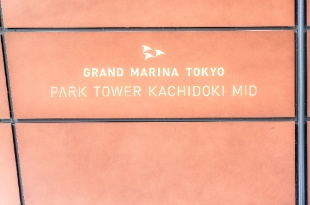 GRAND MARINA TOKYO
PARK TOWER KACHIDOKI MID